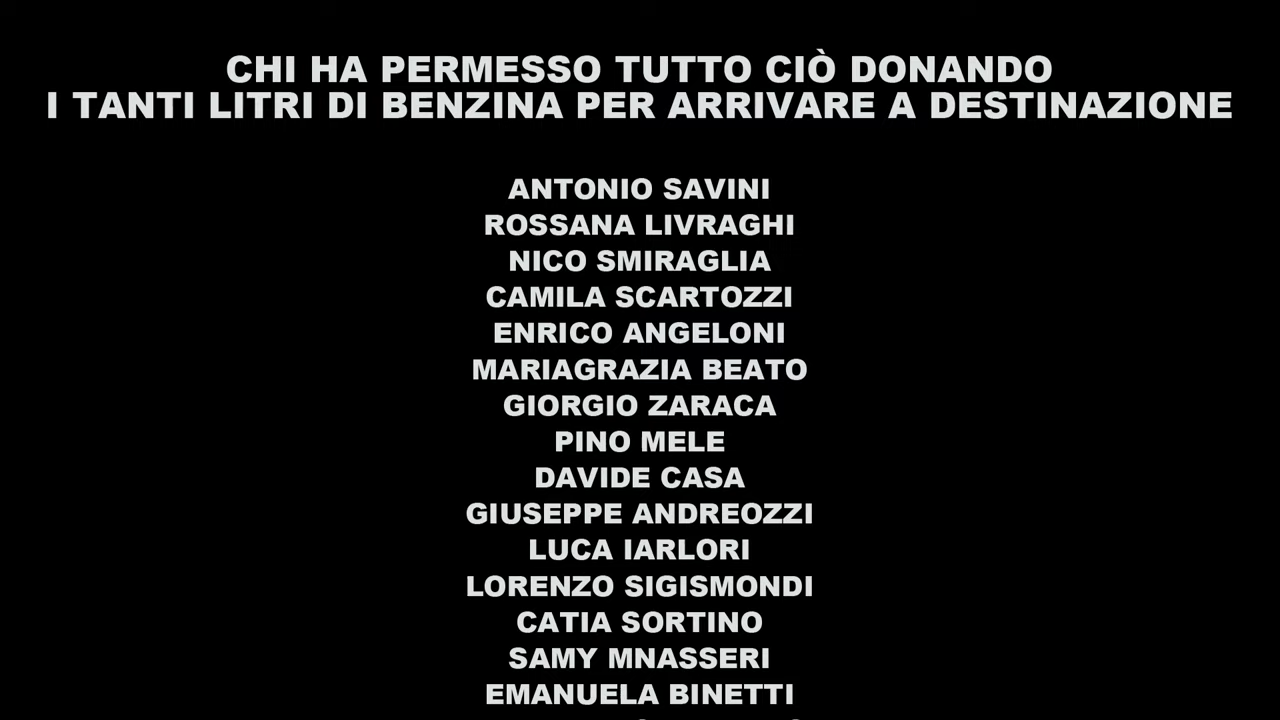 CHI HA PERMESSO TUTTO CIÒ DONANDO
I TANTI LITRI DI BENZINA PER ARRIVARE A DESTINAZIONE
ANTONIO SAVINI
ROSSANA LIVRAGHI
NICO SMIRAGLIA
CAMILA SCARTOZZI
ENRICO ANGELONI
MARIAGRAZIA BEATO
GIORGIO ZARACA
PINO MELE
DAVIDE CASA
GIUSEPPE ANDREOZZI
LUCA IARLORI
LORENZO SIGISMONDI
CATIA SORTINO
SAMY MNASSERI
EMANUELA BINETTI